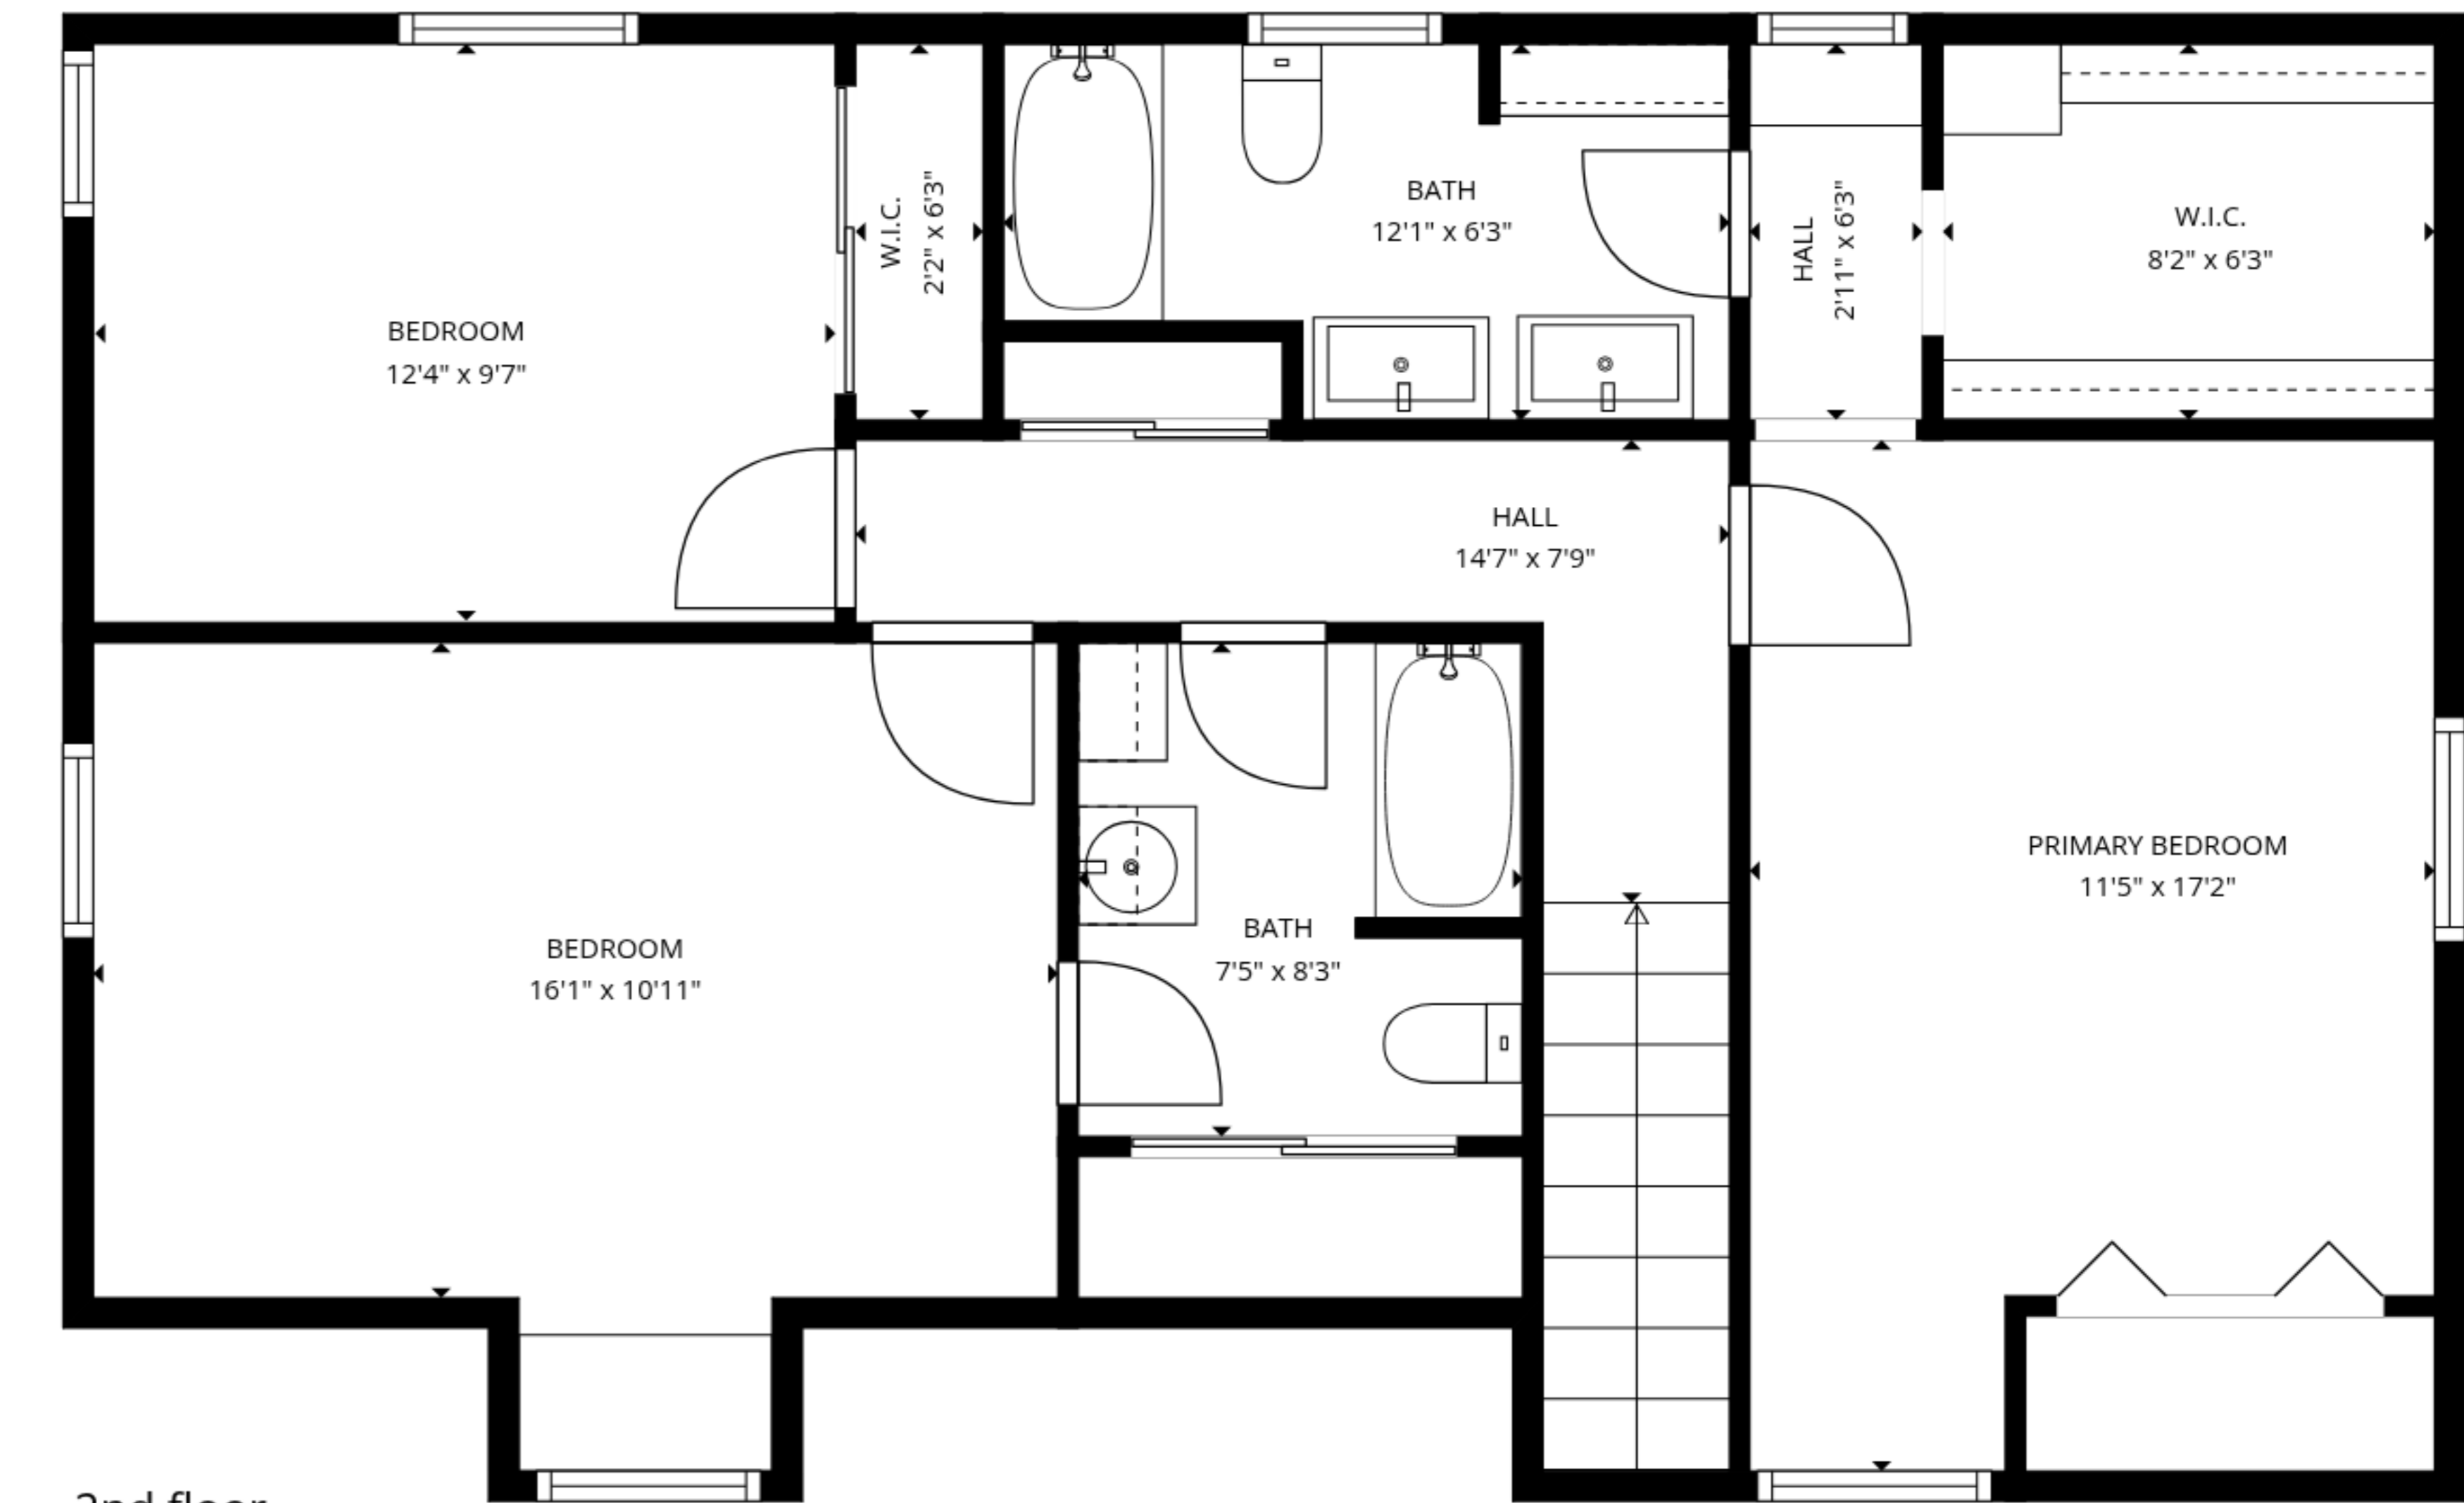 BEDROOM
12'4" x 9'7"
W.I.C.
2'2" x 6'3"
BATH
12'1" x 6'3"
HALL
2'11" x 6'3"
W.I.C.
8'2" x 6'3"
HALL
14'7" x 7'9"
BEDROOM
16'1" x 10'11"
BATH
7'5" x 8'3"
PRIMARY BEDROOM
11'5" x 17'2"
2nd floor